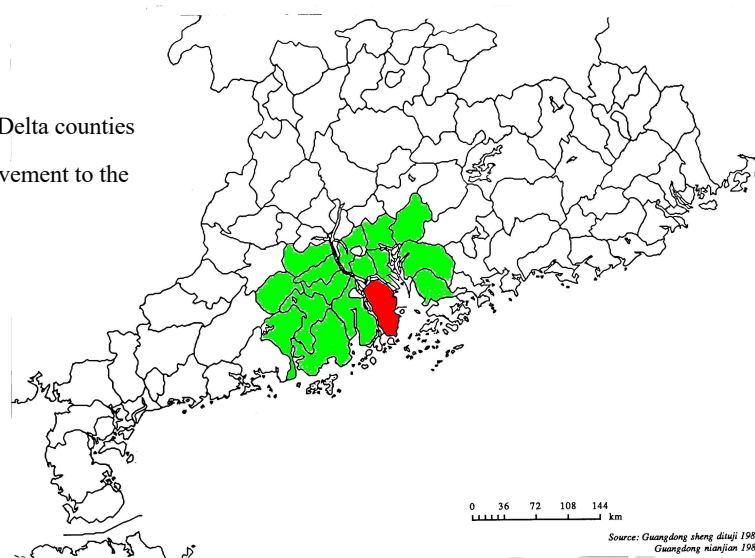 Delta counties
vement to the
0 36 72 108 144
km
Source: Guangdong sheng dituji 198
Guangdong nianjian 198